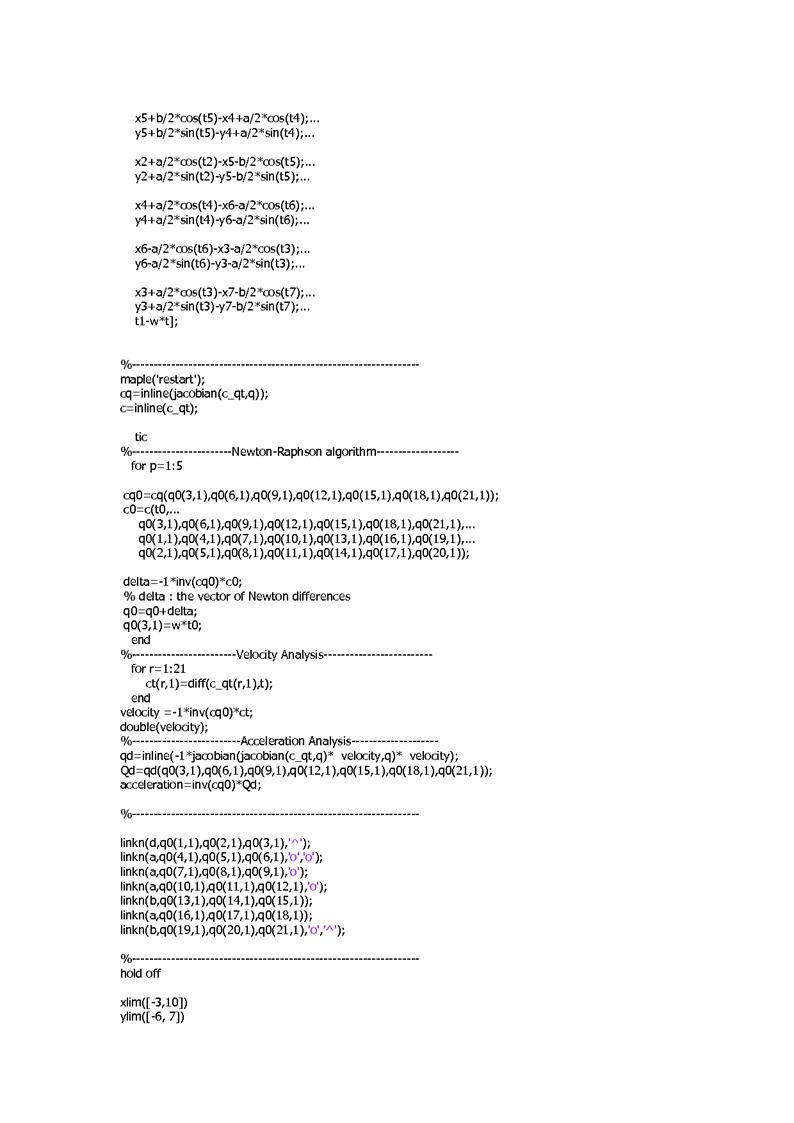 x5+b/2*cos(t5)-x4+a/2*cos(t4);...
y5+b/2*sin(t5)-y4+a/2*sin(t4);...
x2+a/2*cos(t2)-x5-b/2*cos(t5);...
y2+a/2*sin(t2)-y5-b/2*sin(t5);...
x4+a/2*cos(t4)-x6-a/2*cos(t6);...
y4+a/2*sin(t4)-y6-a/2*sin(t6);...
x6-a/2*cos(t6)-x3-a/2*cos(t3);...
y6-a/2*sin(t6)-y3-a/2*sin(t3);...
x3+a/2*cos(t3)-x7-b/2*cos(t7);...
y3+a/2*sin(t3)-y7-b/2*sin(t7);...
t1-w*t];
%-------------------------------------------------------------------
maple('restart');
cq=inline(jacobian(c_qt,q));
c=inline(c_qt);
tic
%-----------------------Newton-Raphson algorithm-------------------
for p=1:5
cq0=cq(q0(3,1),q0(6,1),q0(9,1),q0(12,1),q0(15,1),q0(18,1),q0(21,1));
c0=c(t0,...
q0(3,1),q0(6,1),q0(9,1),q0(12,1),q0(15,1),q0(18,1),q0(21,1),...
q0(1,1),q0(4,1),q0(7,1),q0(10,1),q0(13,1),q0(16,1),q0(19,1),...
q0(2,1),q0(5,1),q0(8,1),q0(11,1),q0(14,1),q0(17,1),q0(20,1));
delta=-1*inv(cq0)*c0;
% delta : the vector of Newton differences
q0=q0+delta;
q0(3,1)=w*t0;
end
%------------------------Velocity Analysis-------------------------
for r=1:21
ct(r,1)=diff(c_qt(r,1),t);
end
velocity =-1*inv(cq0)*ct;
double(velocity);
%-------------------------Acceleration Analysis--------------------
qd=inline(-1*jacobian(jacobian(c_qt,q)*  velocity,q)*  velocity);
Qd=qd(q0(3,1),q0(6,1),q0(9,1),q0(12,1),q0(15,1),q0(18,1),q0(21,1));
acceleration=inv(cq0)*Qd;
%-------------------------------------------------------------------
linkn(d,q0(1,1),q0(2,1),q0(3,1),'^');
linkn(a,q0(4,1),q0(5,1),q0(6,1),'o','o');
linkn(a,q0(7,1),q0(8,1),q0(9,1),'o');
linkn(a,q0(10,1),q0(11,1),q0(12,1),'o');
linkn(b,q0(13,1),q0(14,1),q0(15,1));
linkn(a,q0(16,1),q0(17,1),q0(18,1));
linkn(b,q0(19,1),q0(20,1),q0(21,1),'o','^');
%-------------------------------------------------------------------
hold off
xlim([-3,10])
ylim([-6, 7])